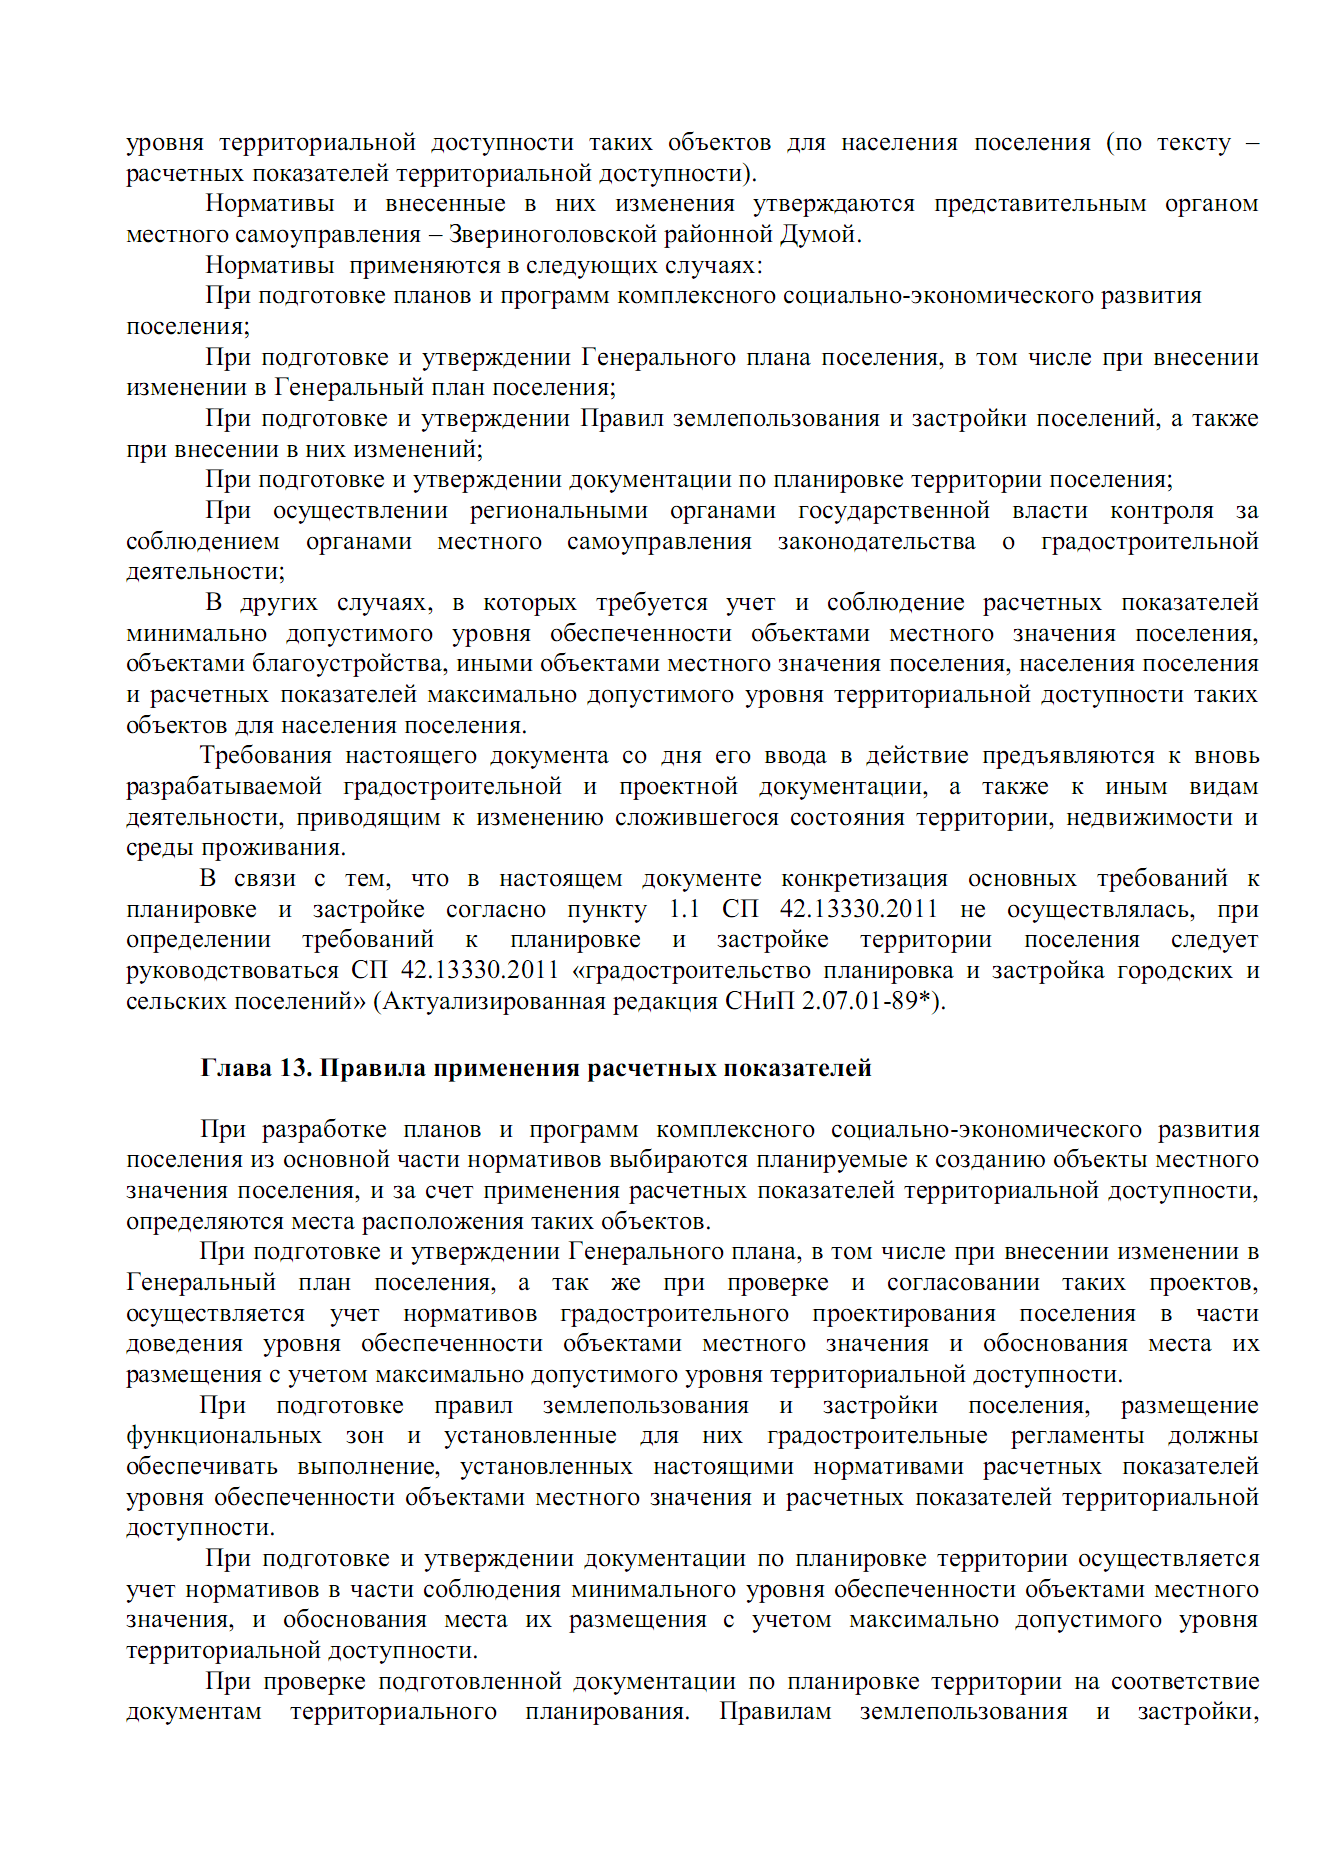 уровня территориальной доступности таких объектов для населения поселения (по тексту –
расчетных показателей территориальной доступности).
Нормативы и внесенные в них изменения утверждаются представительным органом
местного самоуправления – Звериноголовской районной Думой.
Нормативы применяются в следующих случаях:
При подготовке планов и программ комплексного социально-экономического развития
поселения;
При подготовке и утверждении Генерального плана поселения, в том числе при внесении
изменении в Генеральный план поселения;
При подготовке и утверждении Правил землепользования и застройки поселений, а также
при внесении в них изменений;
При подготовке и утверждении документации по планировке территории поселения;
При осуществлении региональными органами государственной власти контроля за
соблюдением органами местного самоуправления законодательства о градостроительной
деятельности;
В других случаях, в которых требуется учет и соблюдение расчетных показателей
минимально допустимого уровня обеспеченности объектами местного значения поселения,
объектами благоустройства, иными объектами местного значения поселения, населения поселения
и расчетных показателей максимально допустимого уровня территориальной доступности таких
объектов для населения поселения.
Требования настоящего документа со дня его ввода в действие предъявляются к вновь
разрабатываемой градостроительной и проектной документации, а также к иным видам
деятельности, приводящим к изменению сложившегося состояния территории, недвижимости и
среды проживания.
В связи с тем, что в настоящем документе конкретизация основных требований к
планировке и застройке согласно пункту 1.1 СП 42.13330.2011 не осуществлялась, при
определении требований к планировке и застройке территории поселения следует
руководствоваться СП 42.13330.2011 «градостроительство планировка и застройка городских и
сельских поселений» (Актуализированная редакция СНиП 2.07.01-89*).
Глава 13. Правила применения расчетных показателей
При разработке планов и программ комплексного социально-экономического развития
поселения из основной части нормативов выбираются планируемые к созданию объекты местного
значения поселения, и за счет применения расчетных показателей территориальной доступности,
определяются места расположения таких объектов.
При подготовке и утверждении Генерального плана, в том числе при внесении изменении в
Генеральный план поселения, а так же при проверке и согласовании таких проектов,
осуществляется учет нормативов градостроительного проектирования поселения в части
доведения уровня обеспеченности объектами местного значения и обоснования места их
размещения с учетом максимально допустимого уровня территориальной доступности.
При подготовке правил землепользования и застройки поселения, размещение
функциональных зон и установленные для них градостроительные регламенты должны
обеспечивать выполнение, установленных настоящими нормативами расчетных показателей
уровня обеспеченности объектами местного значения и расчетных показателей территориальной
доступности.
При подготовке и утверждении документации по планировке территории осуществляется
учет нормативов в части соблюдения минимального уровня обеспеченности объектами местного
значения, и обоснования места их размещения с учетом максимально допустимого уровня
территориальной доступности.
При проверке подготовленной документации по планировке территории на соответствие
документам территориального планирования. Правилам землепользования и застройки,